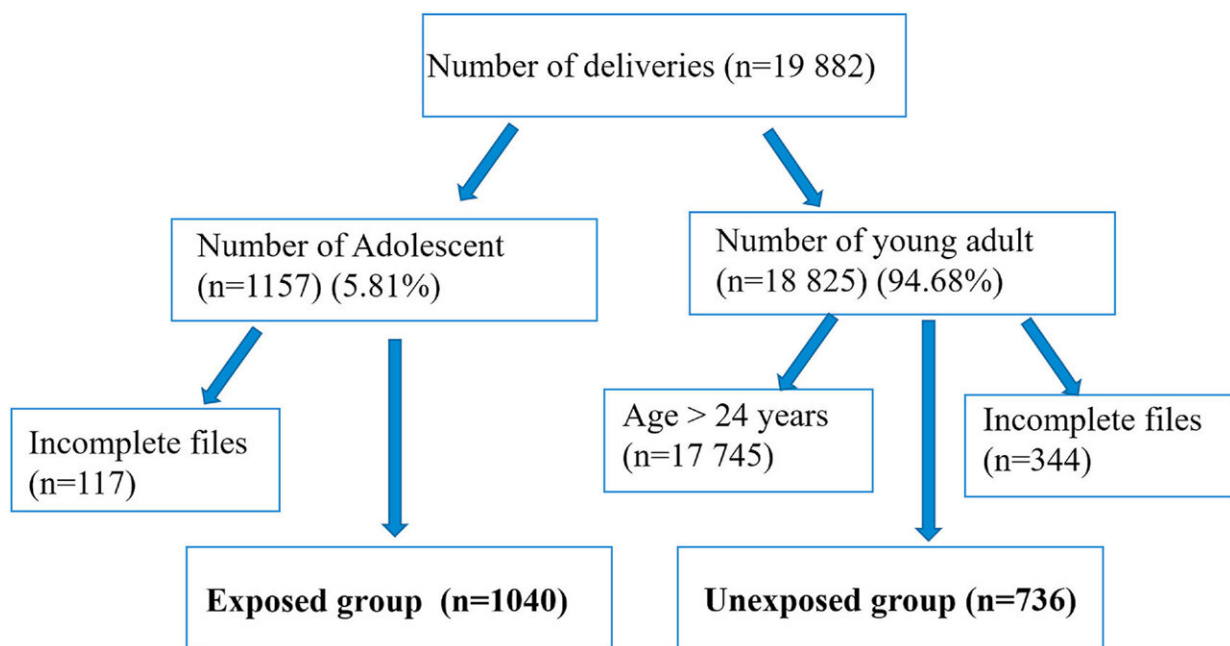 Number of deliveries (n=19 882)
Number of Adolescent
(n=1157) (5.81%)
Number of young adult
(n=18 825) (94.68%)
Incomplete files
(n=117)
Age > 24 years
(n=17 745)
Incomplete files
(n=344)
Exposed group (n=1040)
Unexposed group (n=736)